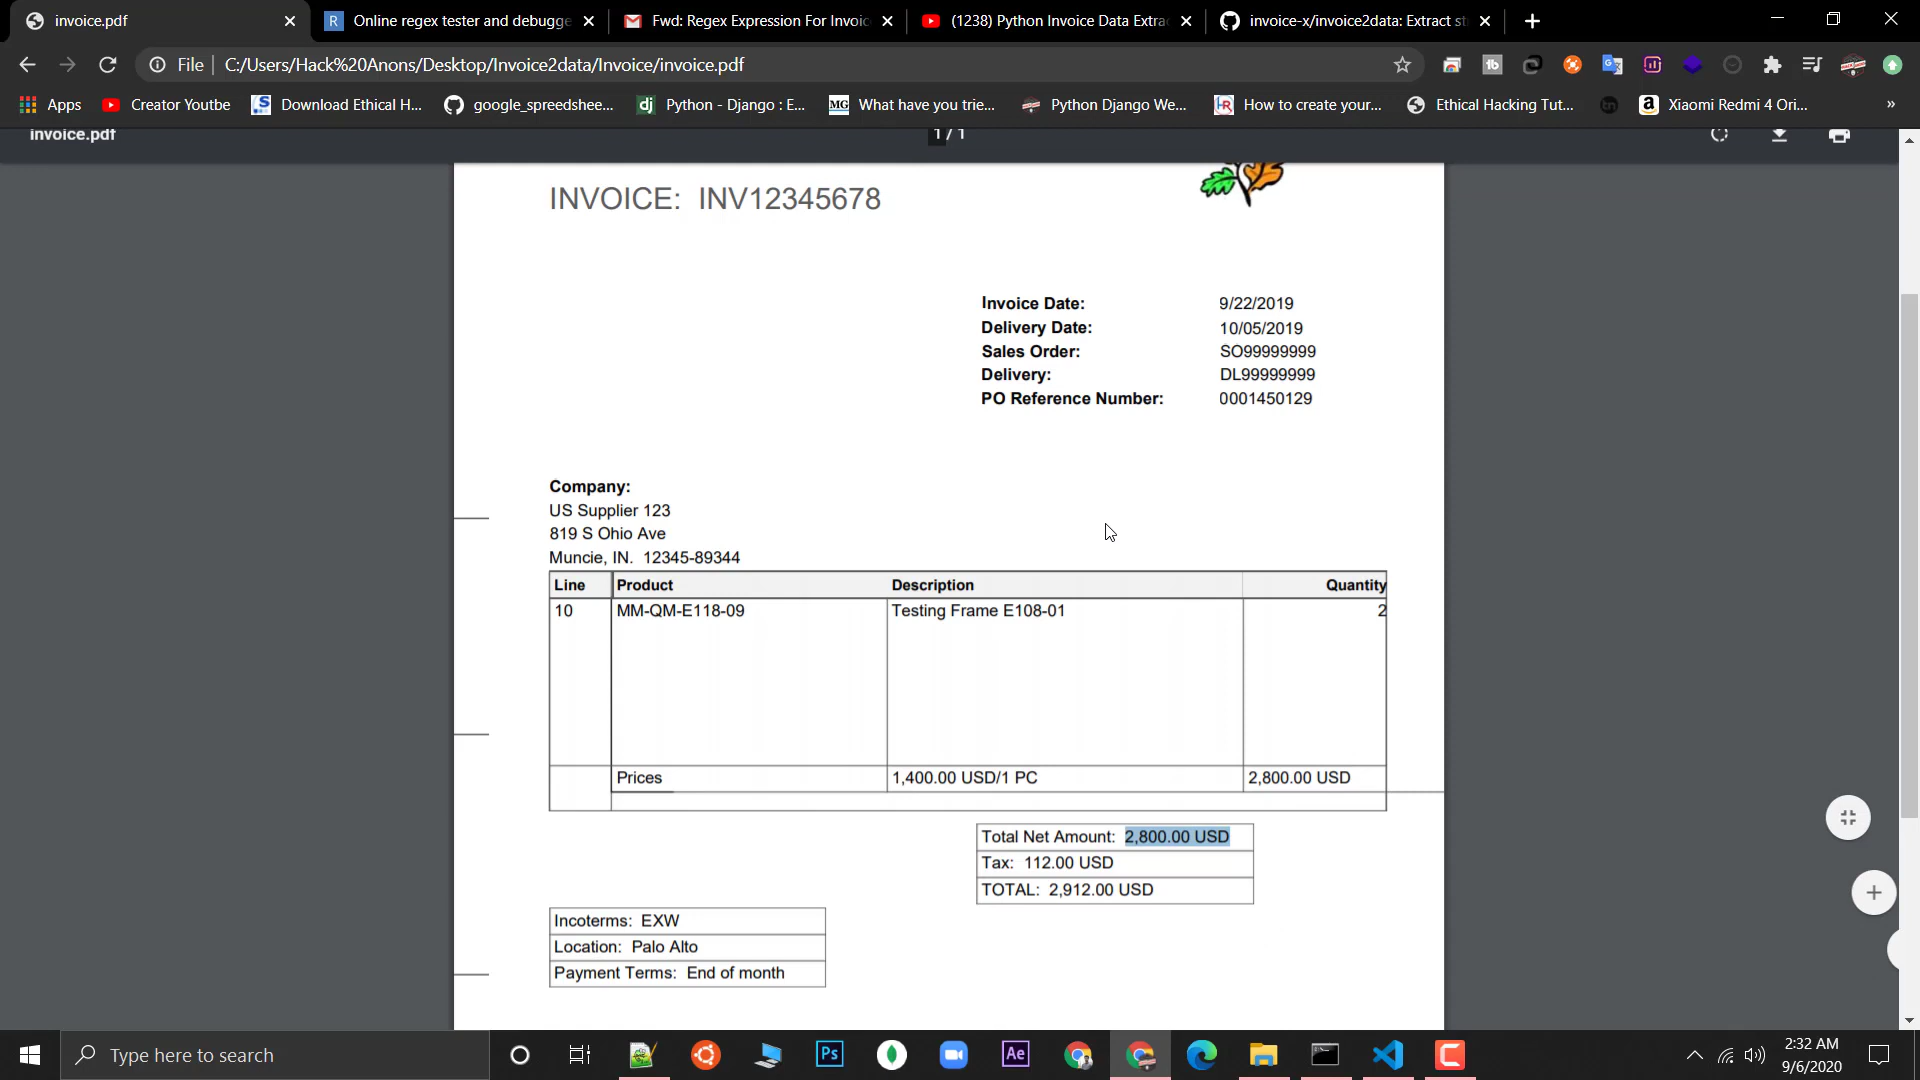 invoice.pdf
Online regex tester and debugge
Fwd: Regex Expression For Invoic
(1238) Python Invoice Data Extra
invoice-x/invoice2data: Extract st
File
C:/Users/Hack%20Anons/Desktop/Invoice2data/Invoice/invoice.pdf
Apps
Creator Youtbe
Download Ethical H...
google_spreedshee...
dj
Python - Django : E...
MG
What have you trie...
Python Django We...
How to create your...
Ethical Hacking Tut...
Xiaomi Redmi 4 Ori...
invoice.pdf
1 / 1
INVOICE: INV12345678
Invoice Date: 9/22/2019
Delivery Date: 10/05/2019
Sales Order: SO99999999
Delivery: DL99999999
PO Reference Number: 0001450129
Company:
US Supplier 123
819 S Ohio Ave
Muncie, IN. 12345-89344
Line Product Description Quantity
10 MM-QM-E118-09 Testing Frame E108-01 2
Prices 1,400.00 USD/1 PC 2,800.00 USD
Total Net Amount: 2,800.00 USD
Tax: 112.00 USD
TOTAL: 2,912.00 USD
Incoterms: EXW
Location: Palo Alto
Payment Terms: End of month
Type here to search
Ps
Ae
2:32 AM
9/6/2020